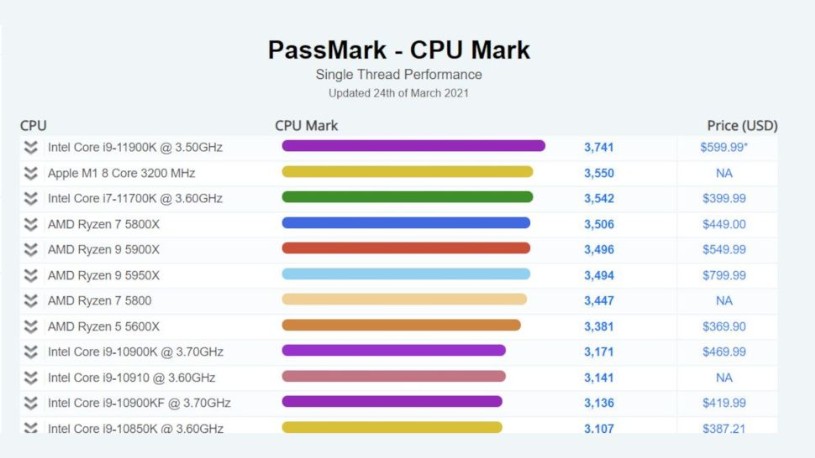 PassMark - CPU Mark
Single Thread Performance
Updated 24th of March 2021
CPU CPU Mark Price (USD)
Intel Core i9-11900K @ 3.50GHz 3,741 $599.99*
Apple M1 8 Core 3200 MHz 3,550 NA
Intel Core i7-11700K @ 3.60GHz 3,542 $399.99
AMD Ryzen 7 5800X 3,506 $449.00
AMD Ryzen 9 5900X 3,496 $549.99
AMD Ryzen 9 5950X 3,494 $799.99
AMD Ryzen 7 5800 3,447 NA
AMD Ryzen 5 5600X 3,381 $369.90
Intel Core i9-10900K @ 3.70GHz 3,171 $469.99
Intel Core i9-10910 @ 3.60GHz 3,141 NA
Intel Core i9-10900KF @ 3.70GHz 3,136 $419.99
Intel Core i9-10850K @ 3.60GHz 3,107 $387.21